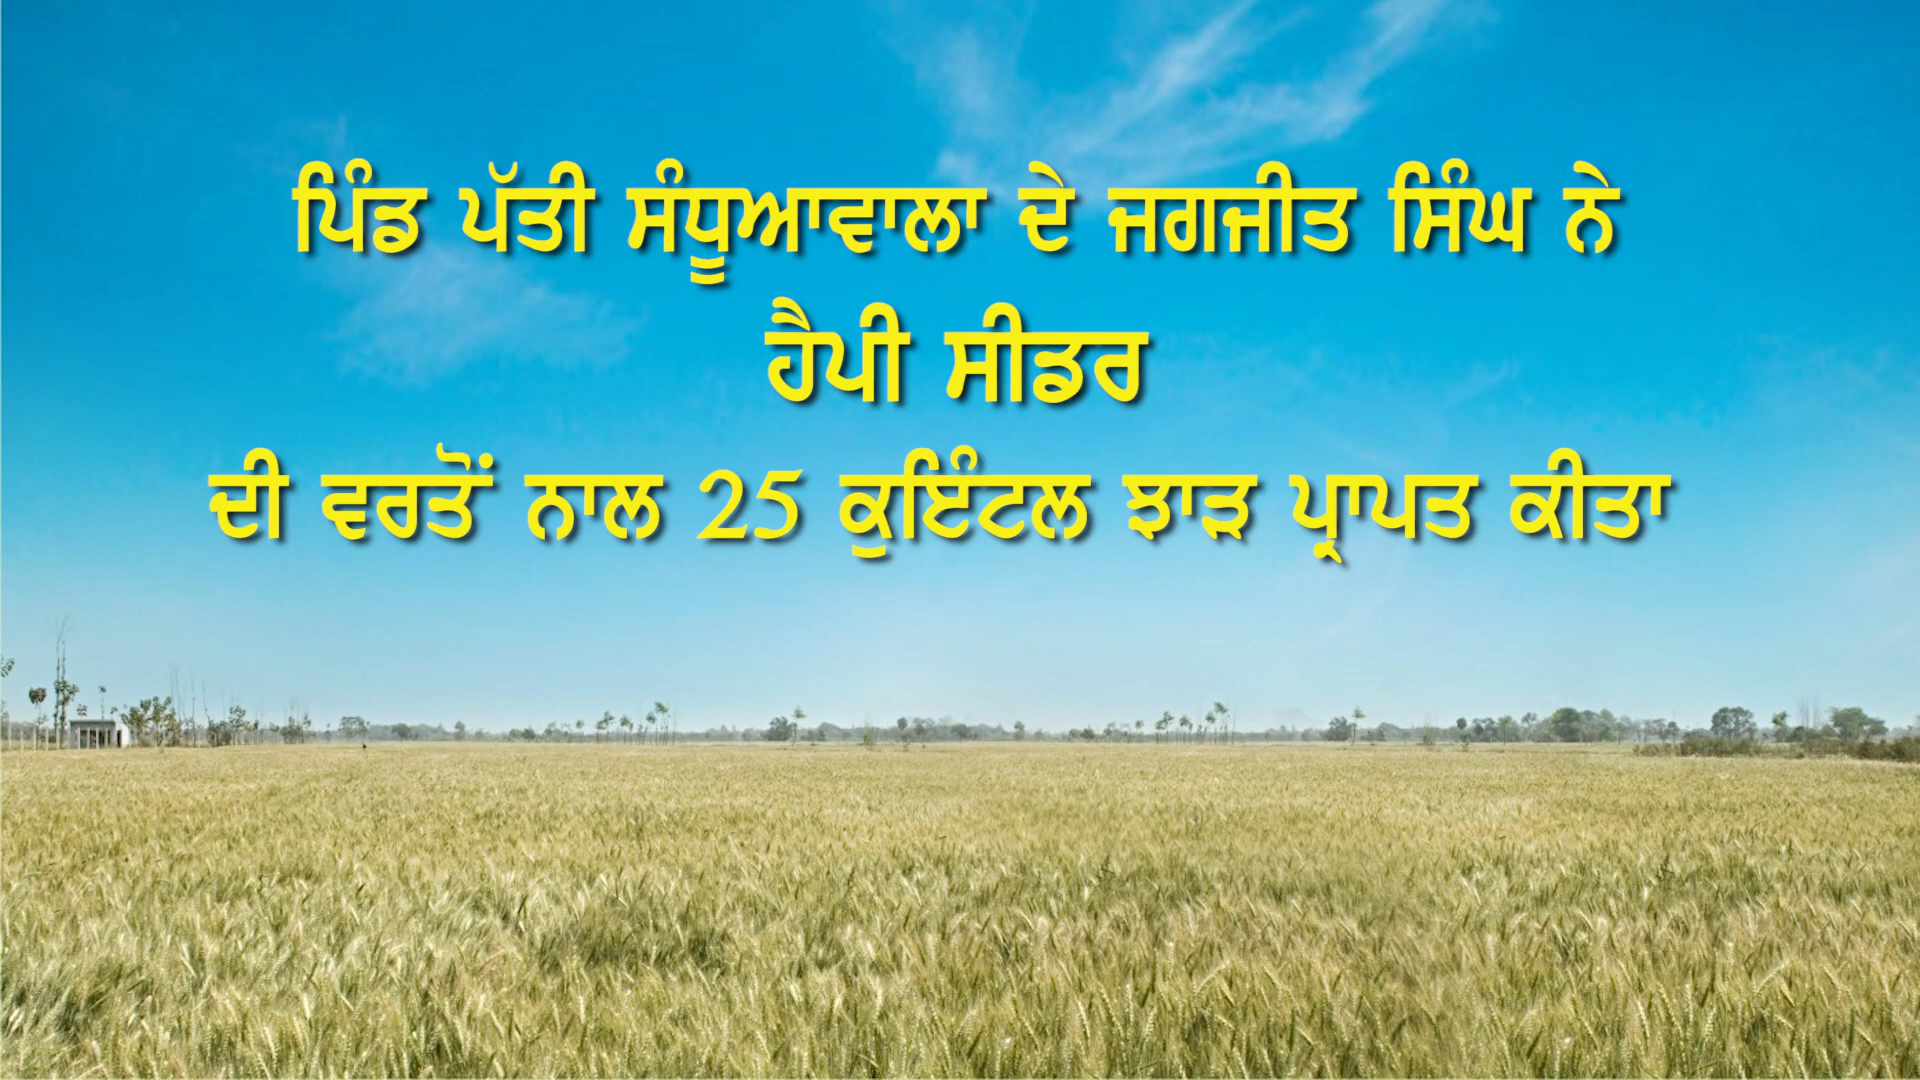 ਪਿੰਡ ਪੱਤੀ ਸੰਧੂਆਵਾਲਾ ਦੇ ਜਗਜੀਤ ਸਿੰਘ ਨੇ
ਹੈਪੀ ਸੀਡਰ
ਦੀ ਵਰਤੋਂ ਨਾਲ 25 ਕੁਇੰਟਲ ਝਾੜ ਪ੍ਰਾਪਤ ਕੀਤਾ